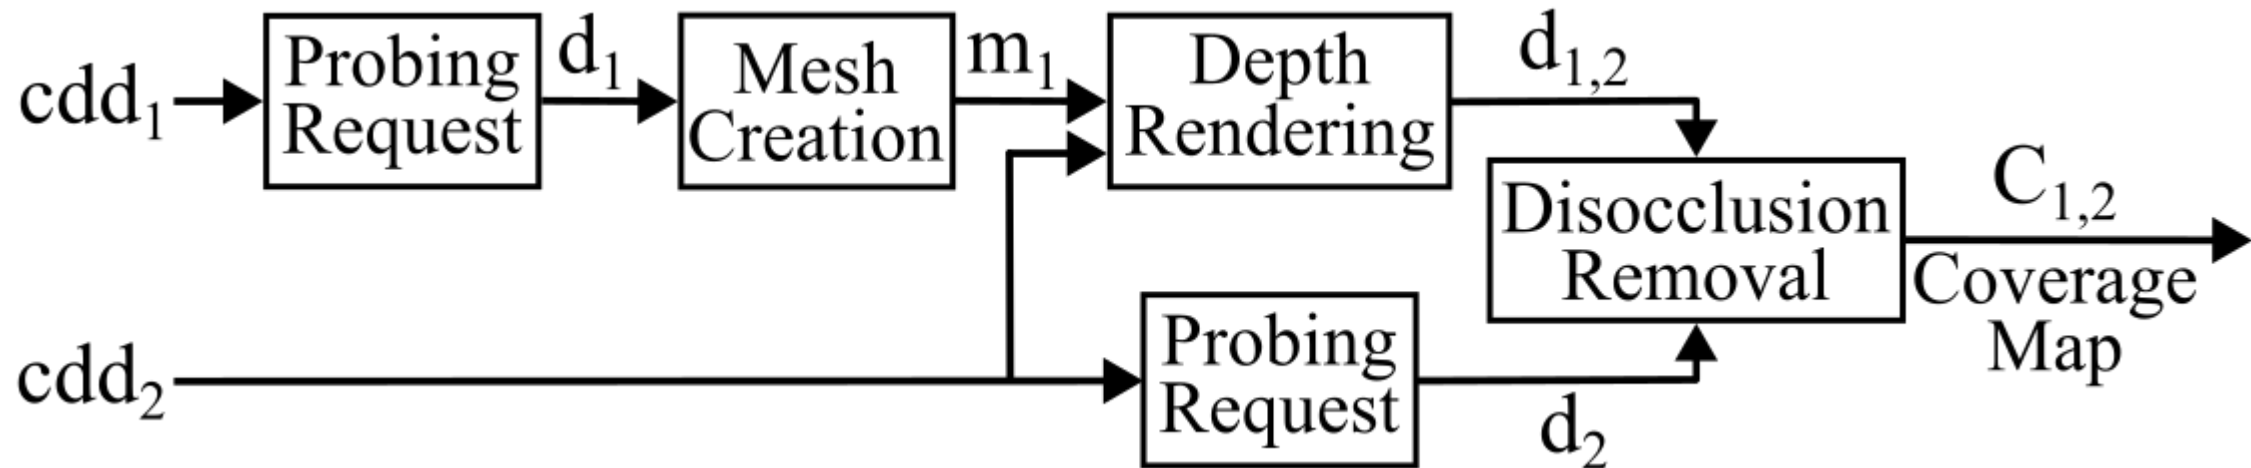 cdd₁
Probing
Request
d₁
Mesh
Creation
m₁
Depth
Rendering
d₁,₂
Disocclusion
Removal
C₁,₂
Coverage
Map
cdd₂
Probing
Request
d₂